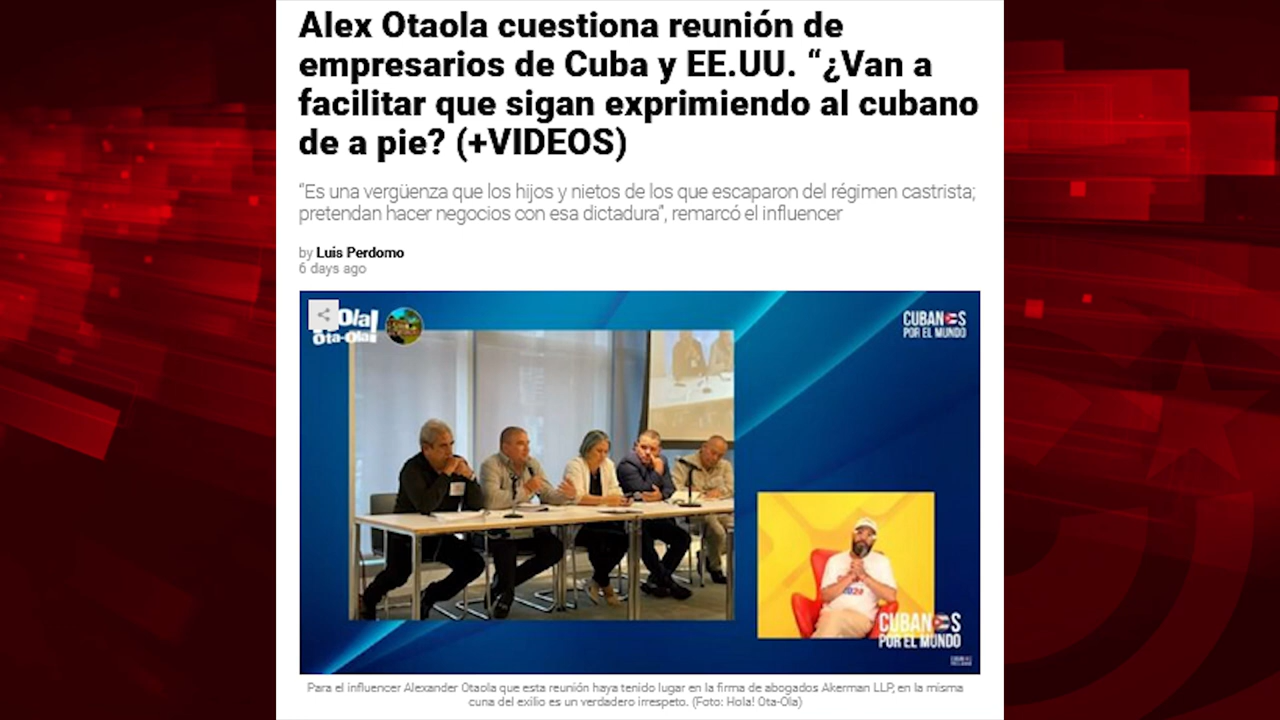 Alex Otaola cuestiona reunión de
empresarios de Cuba y EE.UU. “¿Van a
facilitar que sigan exprimiendo al cubano
de a pie? (+VIDEOS)
“Es una vergüenza que los hijos y nietos de los que escaparon del régimen castrista;
pretendan hacer negocios con esa dictadura”, remarcó el influencer
by Luis Perdomo
6 days ago
Ola!
Ota-Ola!
CUBANOS
POR EL MUNDO
CUBANOS
POR EL MUNDO
Para el influencer Alexander Otaola que esta reunión haya tenido lugar en la firma de abogados Akerman LLP, en la misma
cuna del exilio es un verdadero irrespeto. (Foto: Hola! Ota-Ola)